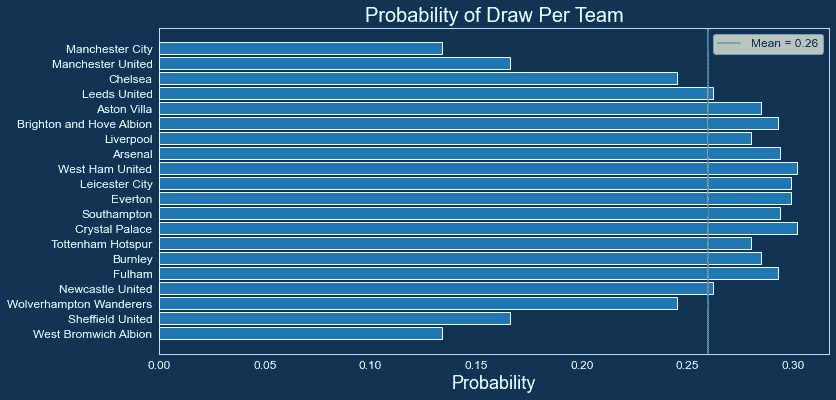 Probability of Draw Per Team
Mean = 0.26
Manchester City
Manchester United
Chelsea
Leeds United
Aston Villa
Brighton and Hove Albion
Liverpool
Arsenal
West Ham United
Leicester City
Everton
Southampton
Crystal Palace
Tottenham Hotspur
Burnley
Fulham
Newcastle United
Wolverhampton Wanderers
Sheffield United
West Bromwich Albion
0.00 0.05 0.10 0.15 0.20 0.25 0.30
Probability